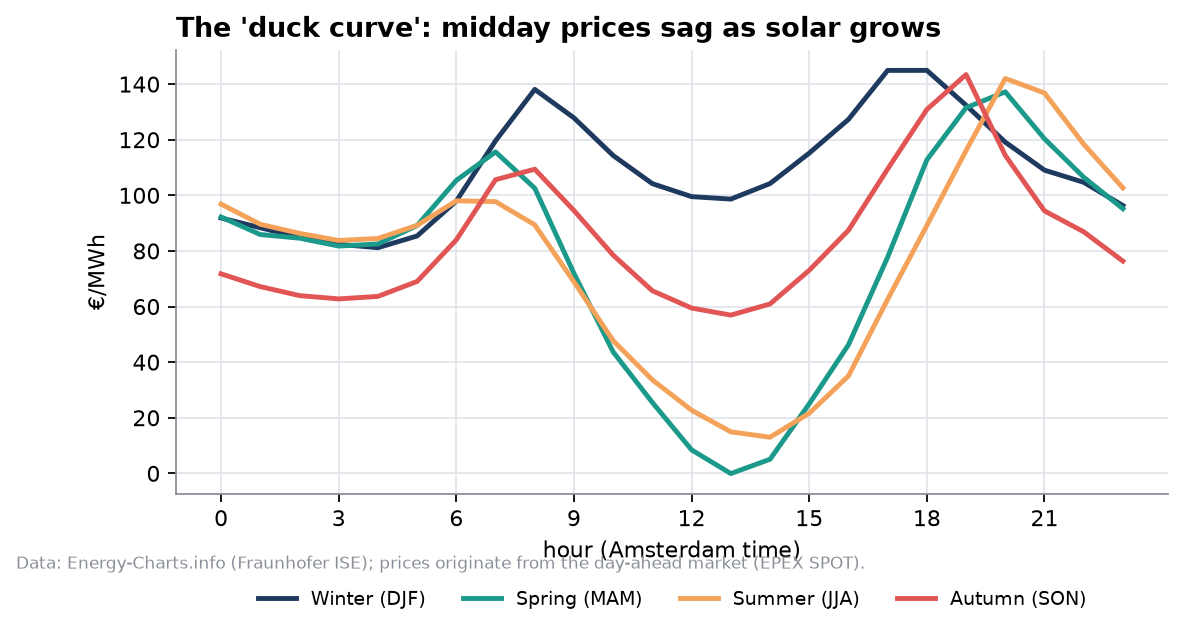 The 'duck curve': midday prices sag as solar grows
€/MWh
140
120
100
80
60
40
20
0
0 3 6 9 12 15 18 21
hour (Amsterdam time)
Data: Energy-Charts.info (Fraunhofer ISE); prices originate from the day-ahead market (EPEX SPOT).
Winter (DJF) Spring (MAM) Summer (JJA) Autumn (SON)